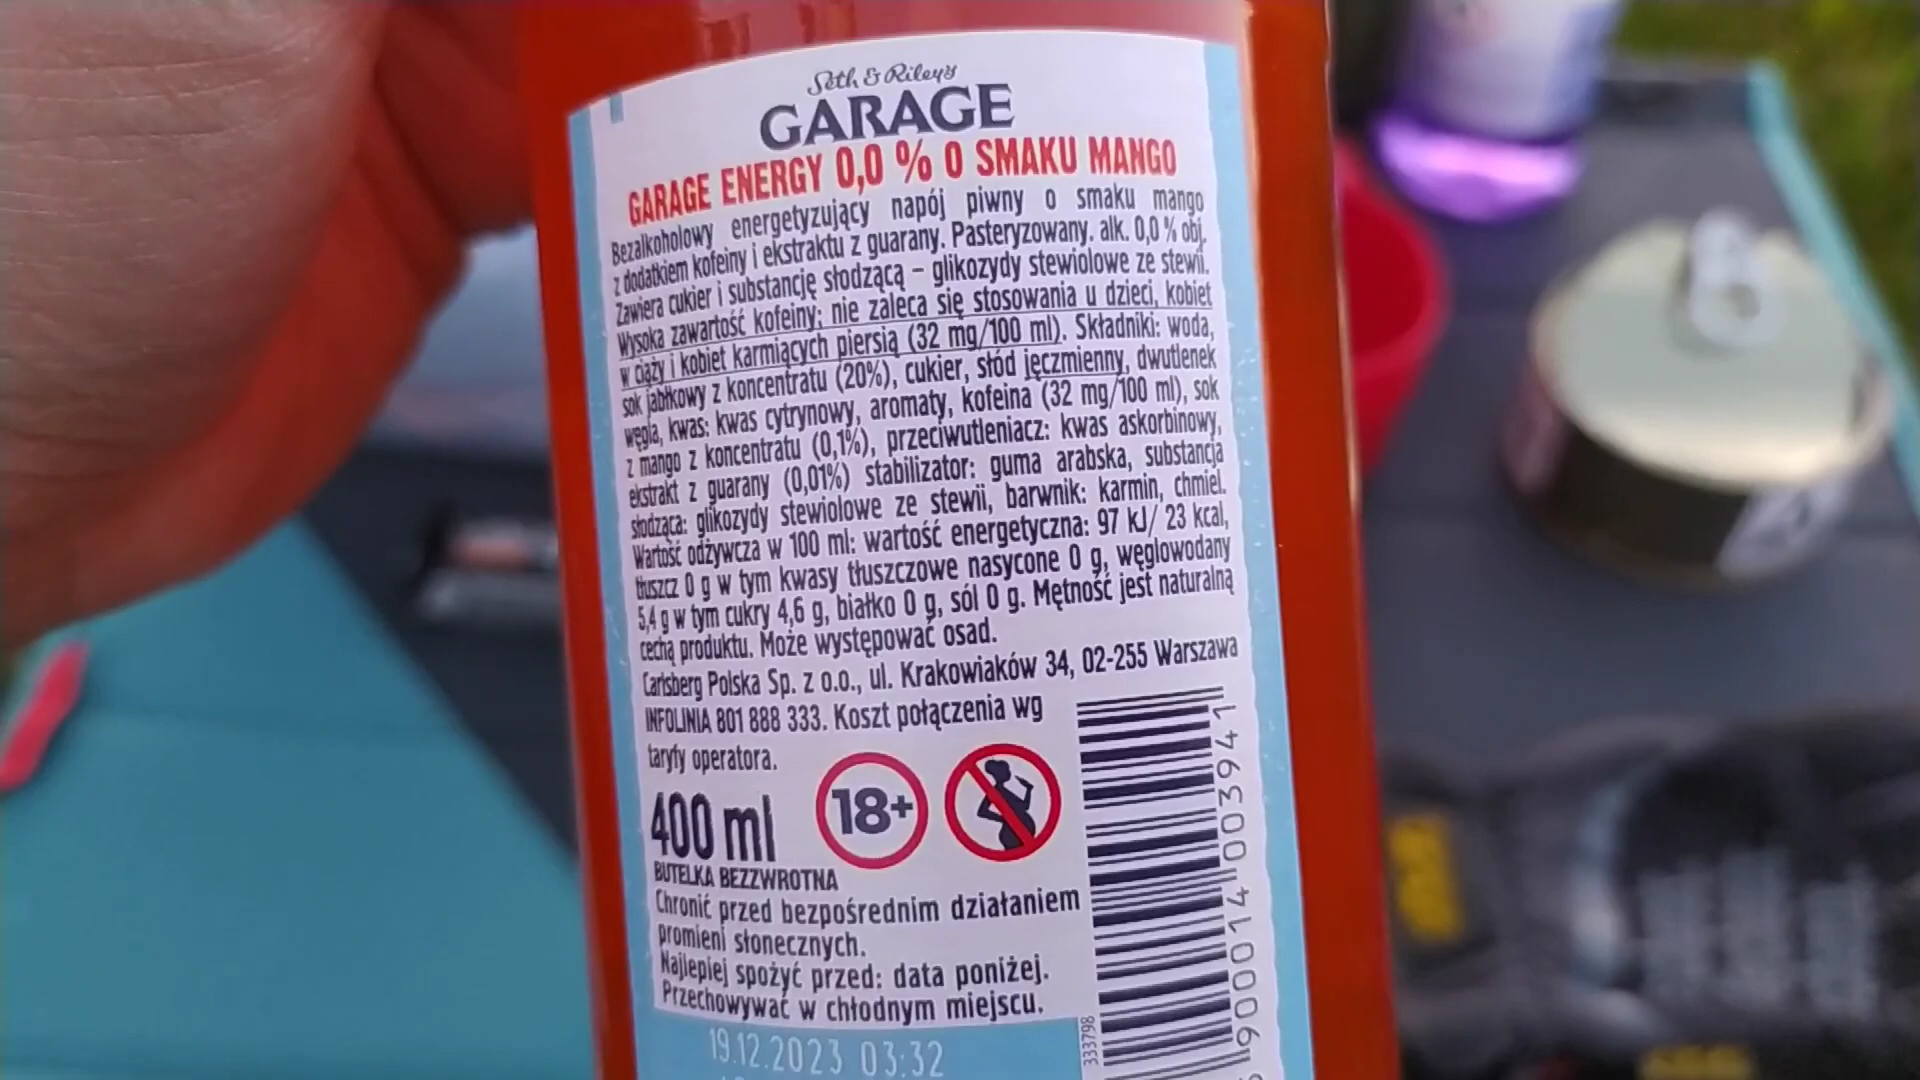 Seth & Riley's
GARAGE
GARAGE ENERGY 0,0 % O SMAKU MANGO
Bezalkoholowy energetyzujący napój piwny o smaku mango
z dodatkiem kofeiny i ekstraktu z guarany. Pasteryzowany. alk. 0,0 % obj.
Zawiera cukier i substancję słodzącą – glikozydy stewiolowe ze stewii.
Wysoka zawartość kofeiny; nie zaleca się stosowania u dzieci, kobiet
w ciąży i kobiet karmiących piersią (32 mg/100 ml). Składniki: woda,
sok jabłkowy z koncentratu (20%), cukier, słód jęczmienny, dwutlenek
węgla, kwas: kwas cytrynowy, aromaty, kofeina (32 mg/100 ml), sok
z mango z koncentratu (0,1%), przeciwutleniacz: kwas askorbinowy,
ekstrakt z guarany (0,01%) stabilizator: guma arabska, substancja
słodząca: glikozydy stewiolowe ze stewii, barwnik: karmin, chmiel.
Wartość odżywcza w 100 ml: wartość energetyczna: 97 kJ/ 23 kcal,
tłuszcz 0 g w tym kwasy tłuszczowe nasycone 0 g, węglowodany
5,4 g w tym cukry 4,6 g, białko 0 g, sól 0 g. Mętność jest naturalną
cechą produktu. Może występować osad.
Carlsberg Polska Sp. z o.o., ul. Krakowiaków 34, 02-255 Warszawa
INFOLINIA 801 888 333. Koszt połączenia wg
taryfy operatora.
18+
400 ml
BUTELKA BEZZWROTNA
Chronić przed bezpośrednim działaniem
promieni słonecznych.
Najlepiej spożyć przed: data poniżej.
Przechowywać w chłodnym miejscu.
19.12.2023 03:32
333798
900014 003941